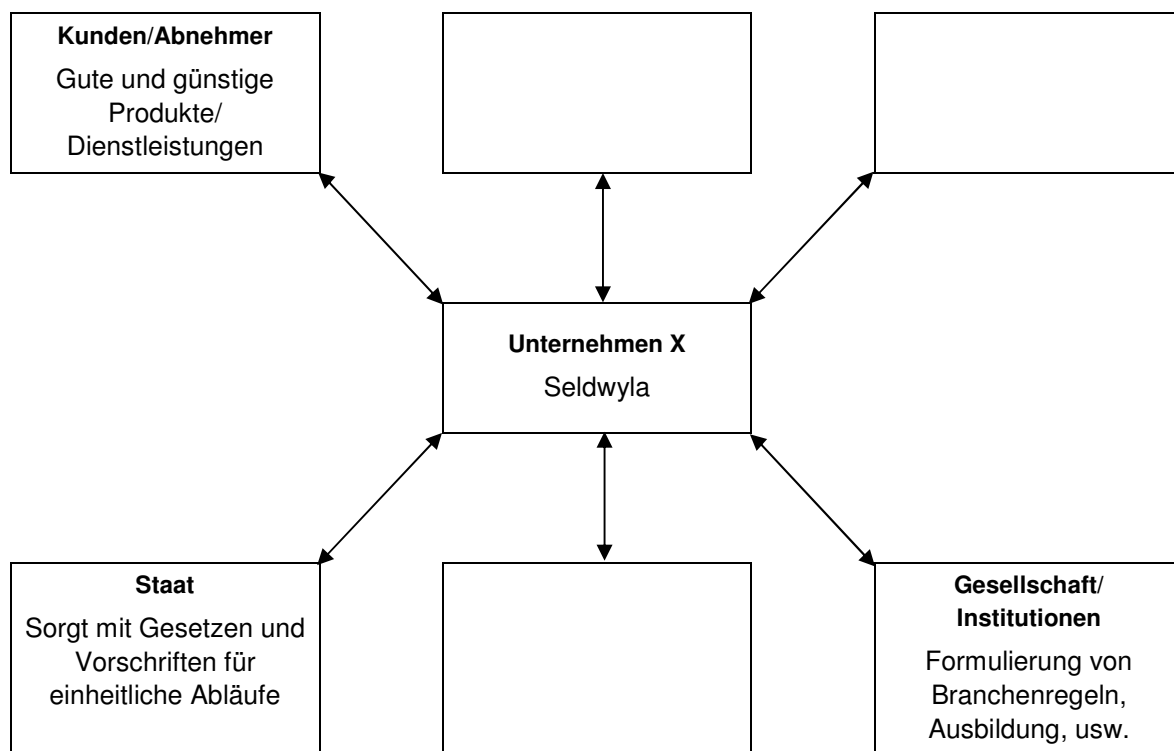 Kunden/Abnehmer
Gute und günstige
Produkte/
Dienstleistungen
Unternehmen X
Seldwyla
Staat
Sorgt mit Gesetzen und
Vorschriften für
einheitliche Abläufe
Gesellschaft/
Institutionen
Formulierung von
Branchenregeln,
Ausbildung, usw.